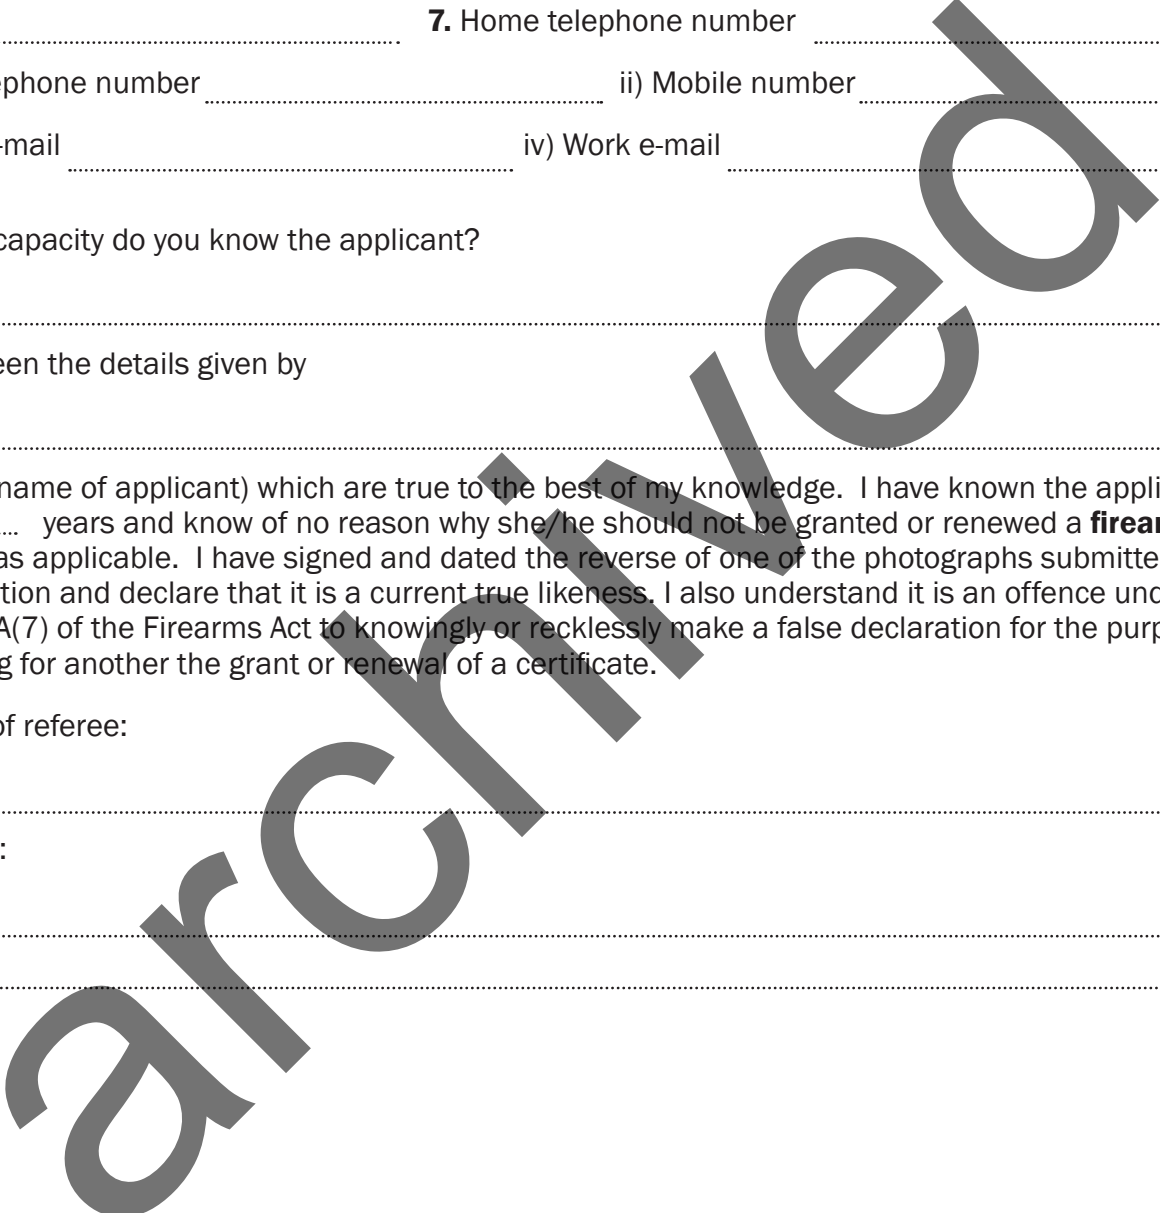 7. Home telephone number
ephone number ii) Mobile number
-mail iv) Work e-mail
capacity do you know the applicant?
een the details given by
name of applicant) which are true to the best of my knowledge. I have known the appli
years and know of no reason why she/he should not be granted or renewed a firear
as applicable. I have signed and dated the reverse of one of the photographs submitte
tion and declare that it is a current true likeness. I also understand it is an offence und
A(7) of the Firearms Act to knowingly or recklessly make a false declaration for the purp
g for another the grant or renewal of a certificate.
of referee:
:
archived